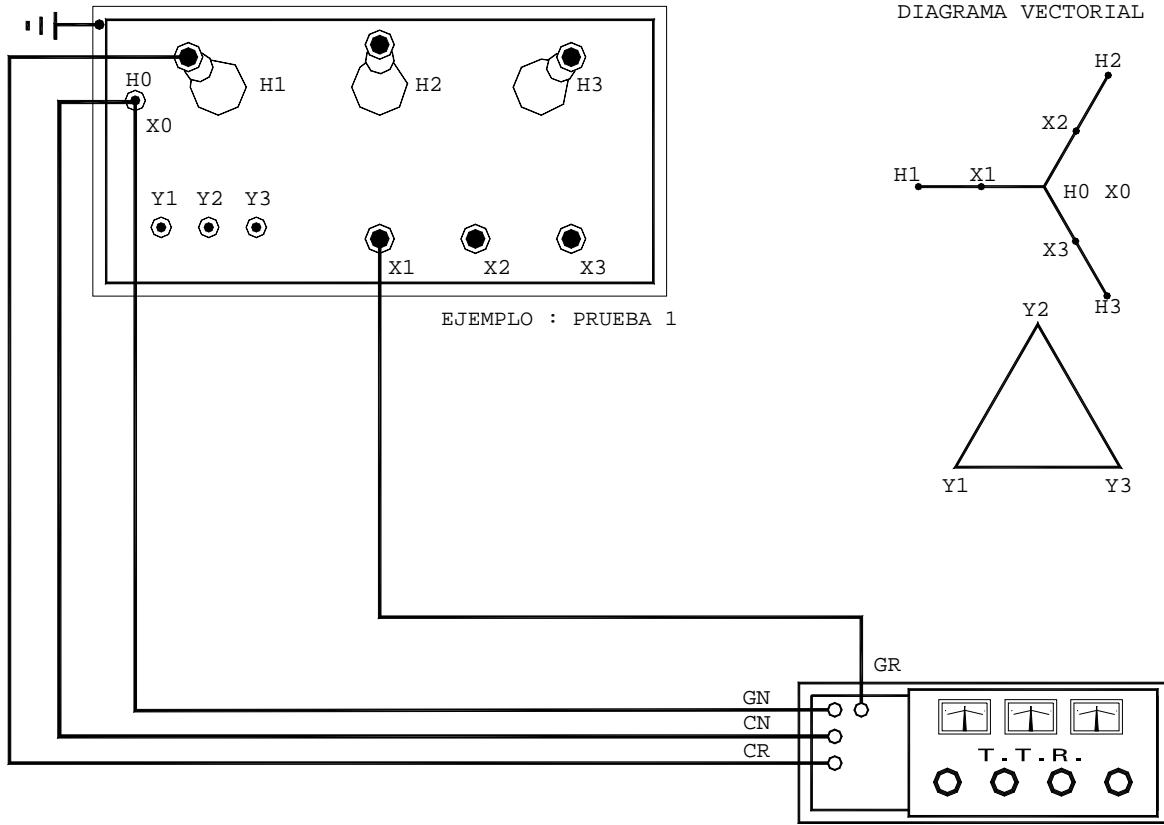 DIAGRAMA VECTORIAL
H0
X0
H1
H2
H3
Y1 Y2 Y3
X1 X2 X3
EJEMPLO : PRUEBA 1
H2
X2
H1 X1
H0 X0
X3
H3
Y2
Y1 Y3
GR
GN
CN
CR
T.T.R.